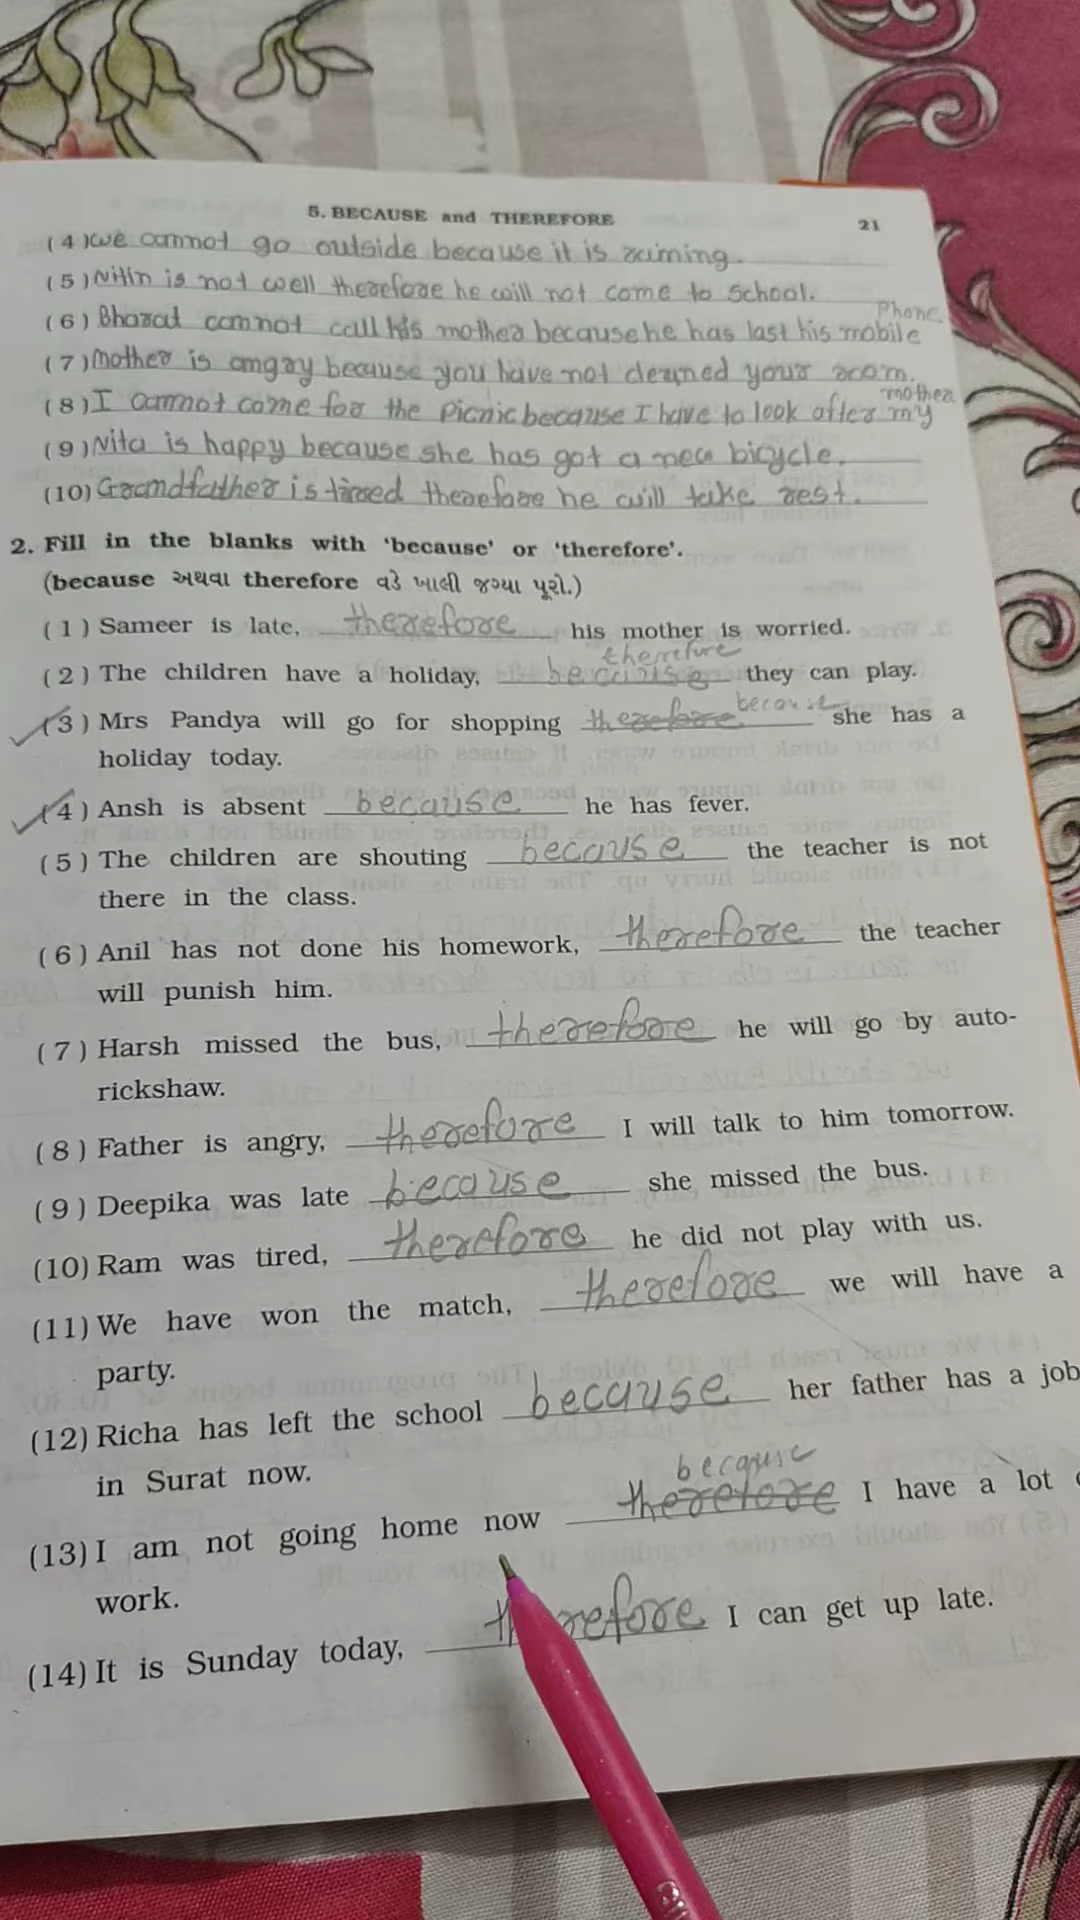 5. BECAUSE and THEREFORE 21
(4) we cannot go outside because it is raining.
(5) Nitin is not well therefore he will not come to School.
phone
(6) Bharat cannot call his mother because he has last his mobile
(7) Mother is angry because you have not cleaned your room.
mother
(8) I cannot come for the Picnic because I have to look after my
(9) Nita is happy because she has got a new bicycle.
(10) Grandfather is tired therefore he will take rest.
2. Fill in the blanks with ‘because’ or ‘therefore’.
(because અથવા therefore વડે ખાલી જગ્યા પૂરો.)
(1) Sameer is late, therefore his mother is worried.
therefore
(2) The children have a holiday, because they can play.
because
(3) Mrs Pandya will go for shopping therefore she has a
holiday today.
(4) Ansh is absent because he has fever.
(5) The children are shouting because the teacher is not
there in the class.
(6) Anil has not done his homework, therefore the teacher
will punish him.
(7) Harsh missed the bus, therefore he will go by auto-
rickshaw.
(8) Father is angry, therefore I will talk to him tomorrow.
(9) Deepika was late because she missed the bus.
(10) Ram was tired, therefore he did not play with us.
(11) We have won the match, therefore we will have a
party.
(12) Richa has left the school because her father has a job
in Surat now.
because
(13) I am not going home now therefore I have a lot
work.
(14) It is Sunday today, therefore I can get up late.